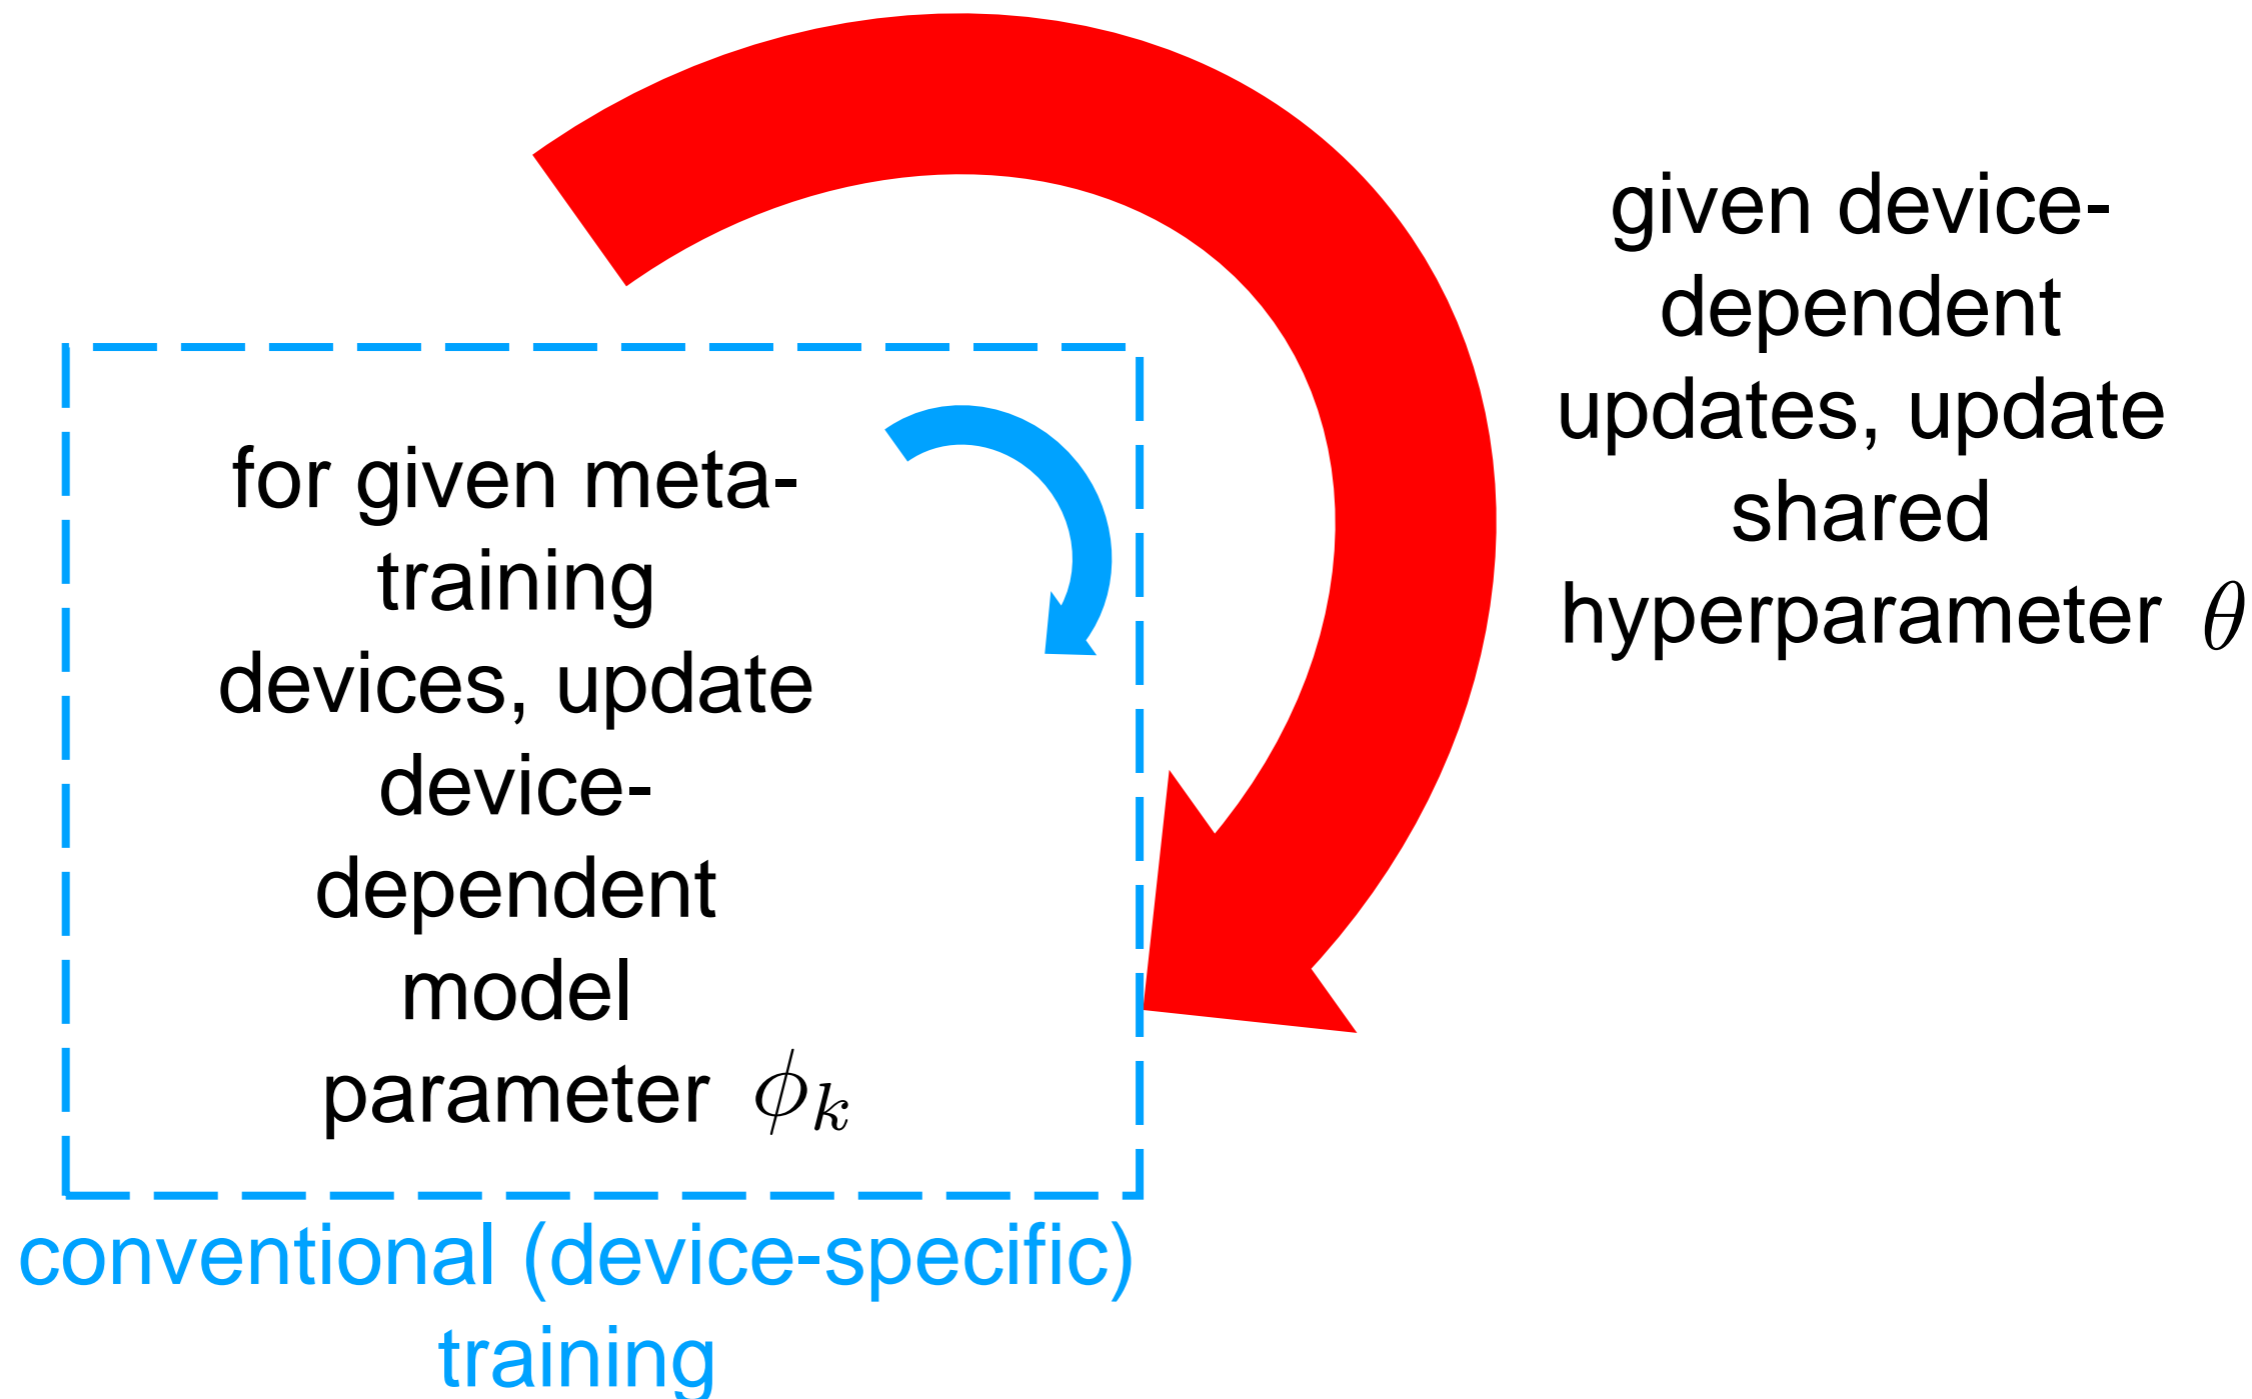 for given meta-
training
devices, update
device-
dependent
model
parameter ϕₖ
conventional (device-specific)
training
given device-
dependent
updates, update
shared
hyperparameter θ